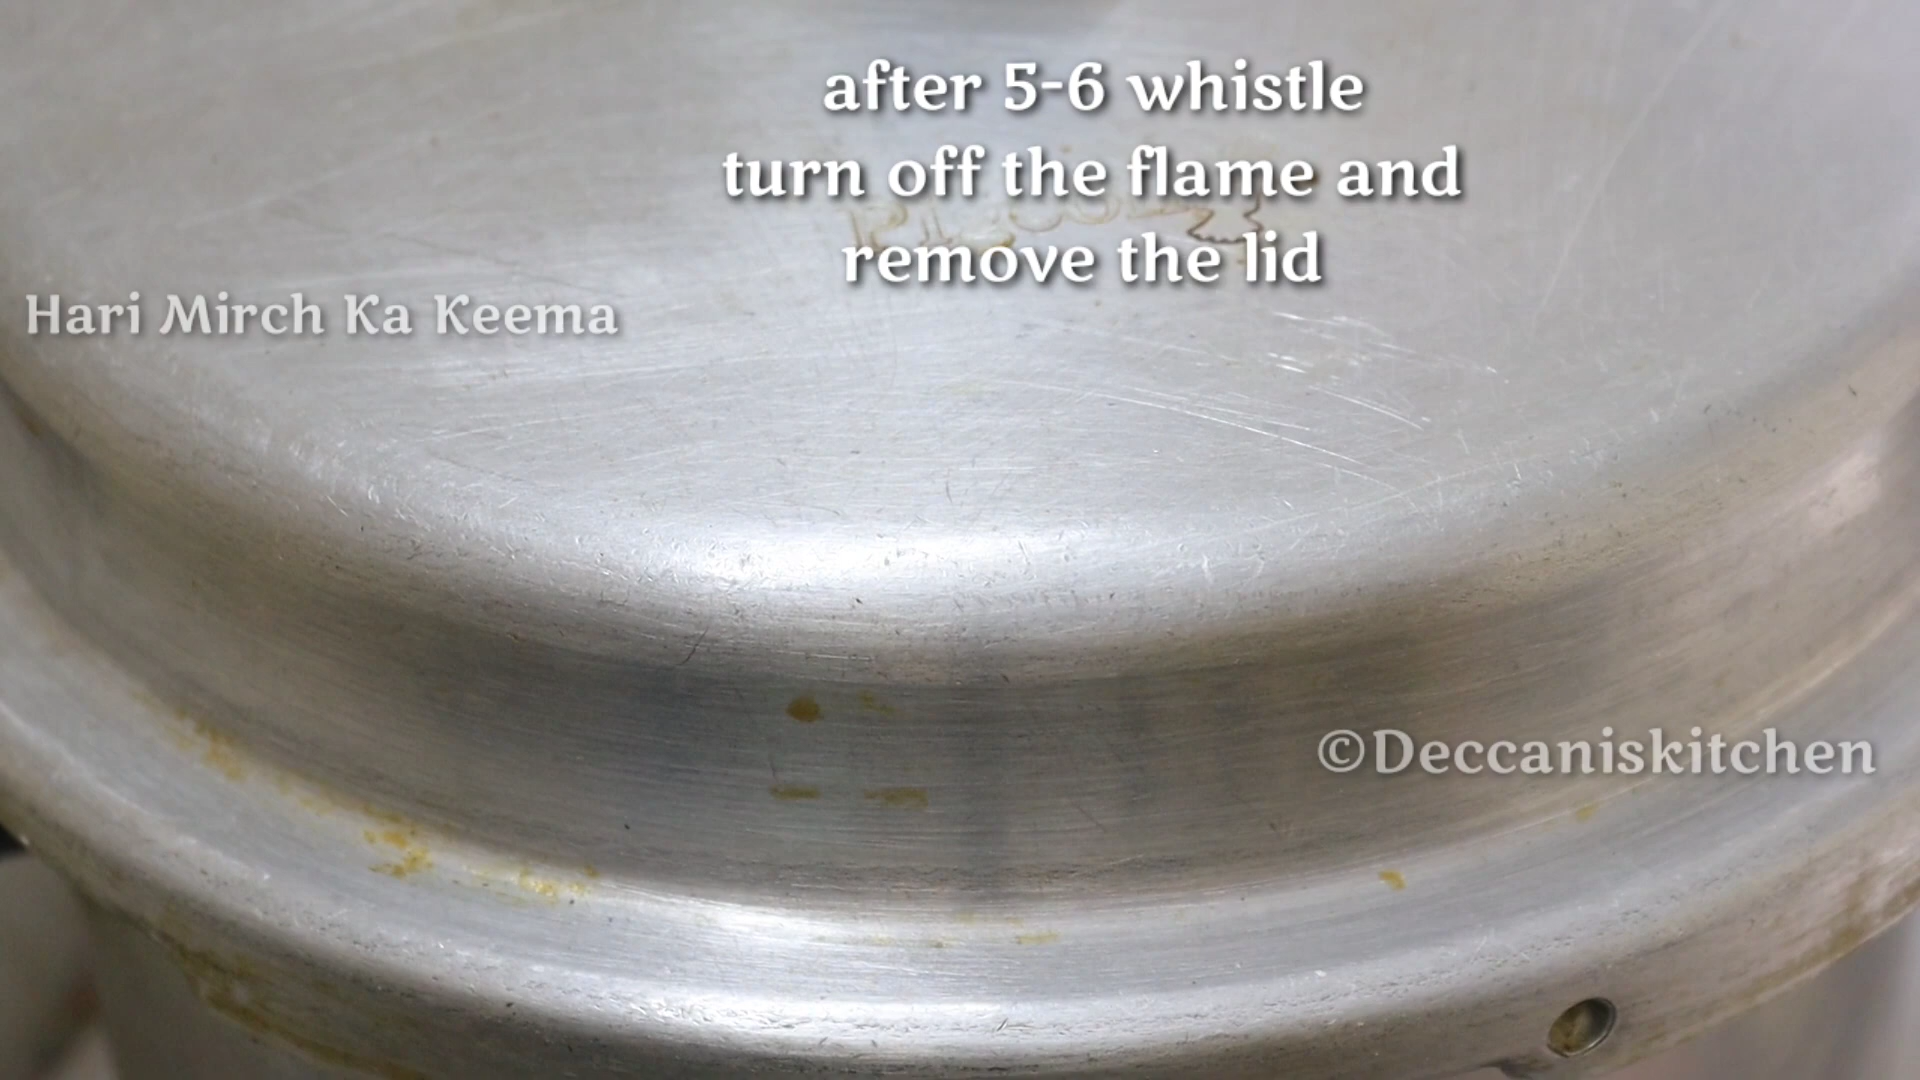 after 5-6 whistle
turn off the flame and
remove the lid
Hari Mirch Ka Keema
©Deccaniskitchen